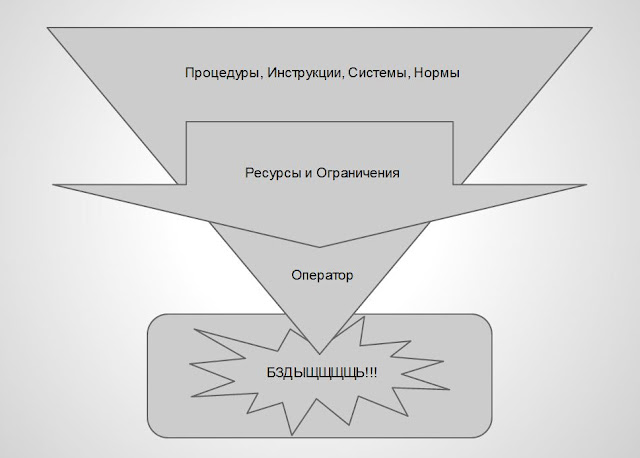 Процедуры, Инструкции, Системы, Нормы
Ресурсы и Ограничения
Оператор
БЗДЫЩЩЩЩЬ!!!